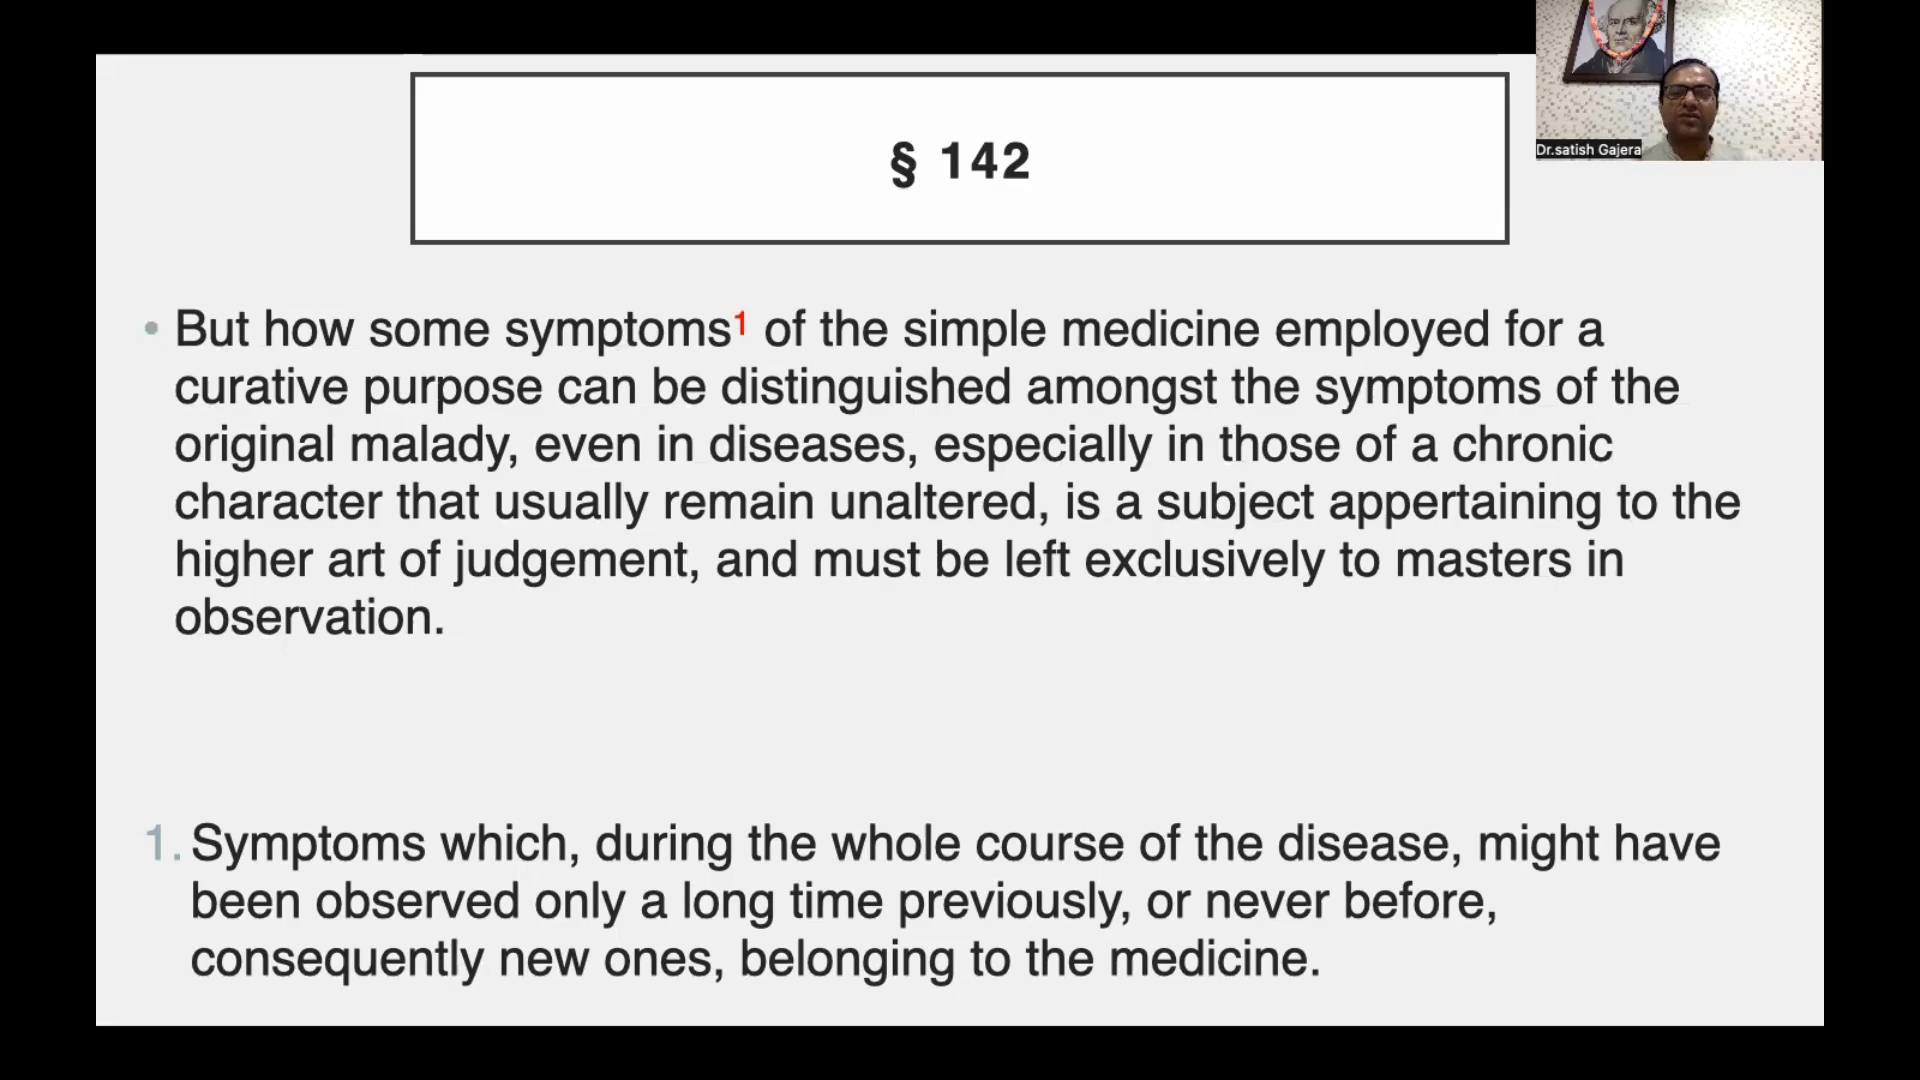 § 142
• But how some symptoms¹ of the simple medicine employed for a
curative purpose can be distinguished amongst the symptoms of the
original malady, even in diseases, especially in those of a chronic
character that usually remain unaltered, is a subject appertaining to the
higher art of judgement, and must be left exclusively to masters in
observation.
1. Symptoms which, during the whole course of the disease, might have
been observed only a long time previously, or never before,
consequently new ones, belonging to the medicine.
Dr.satish Gajera